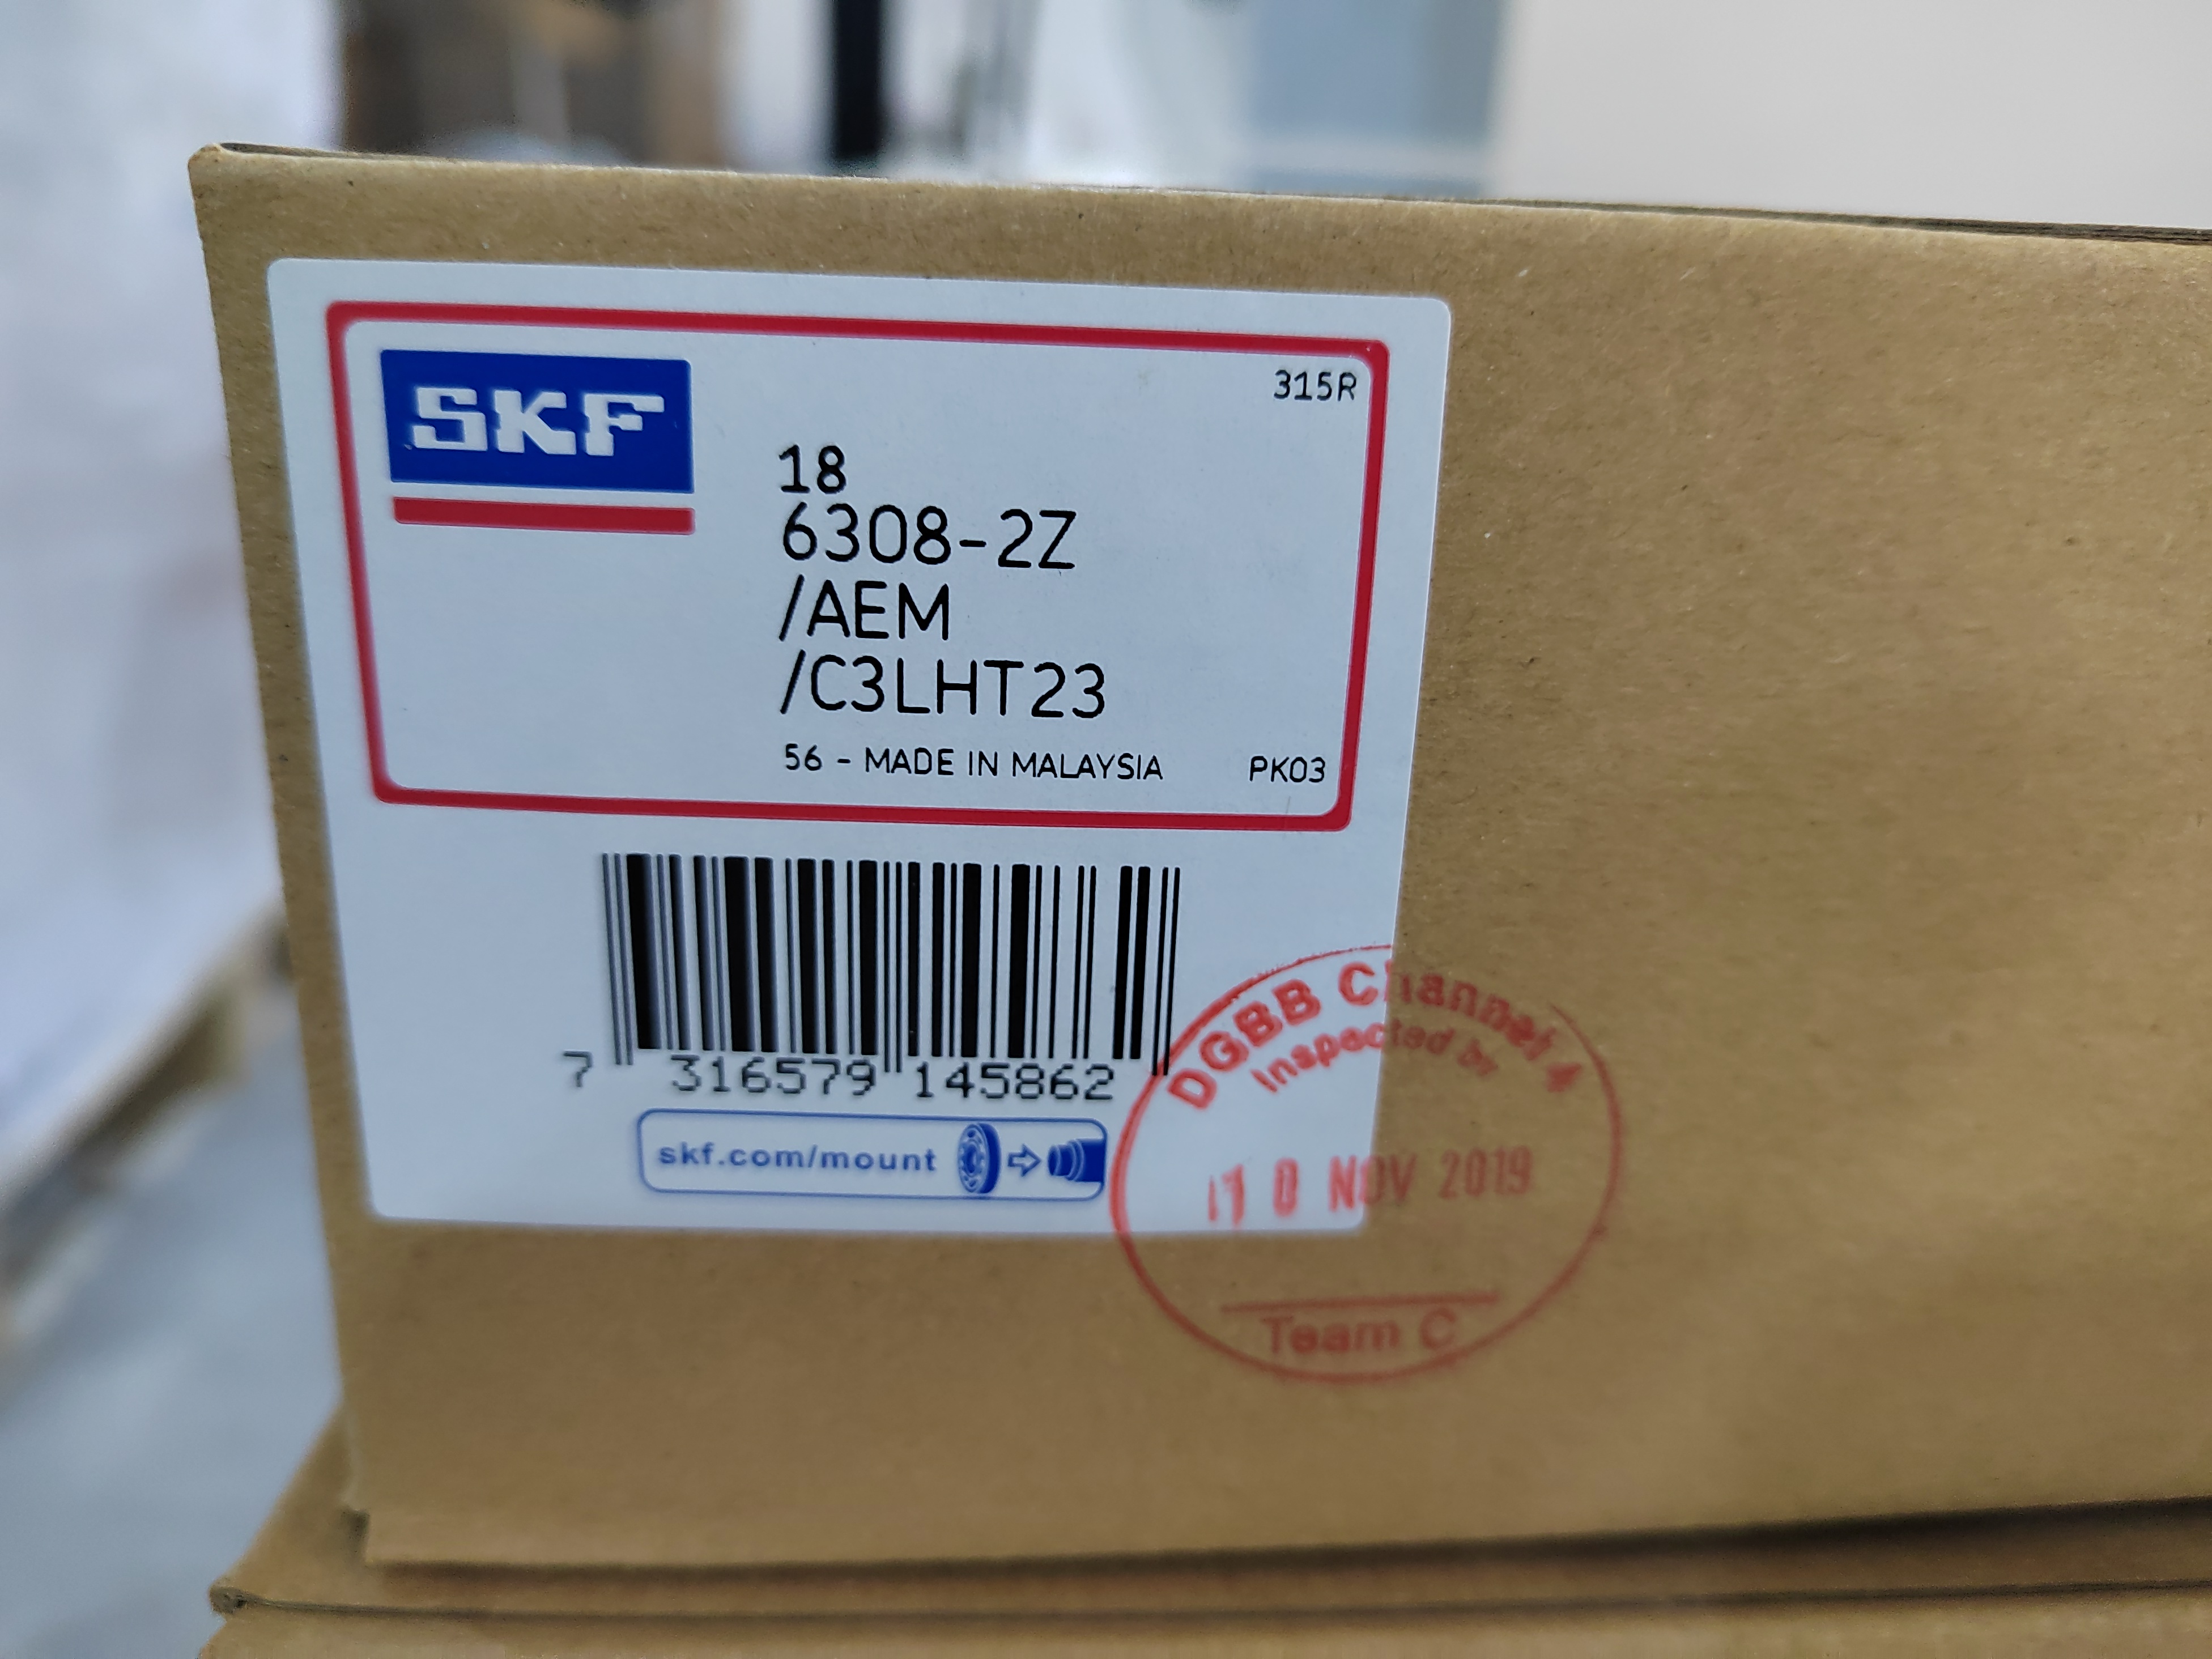 SKF
315R
18
6308-2Z
/AEM
/C3LHT23
56 - MADE IN MALAYSIA
PK03
7 316579 145862
skf.com/mount
DGBB Channel 4
Inspected by
10 NOV 2019
Team C